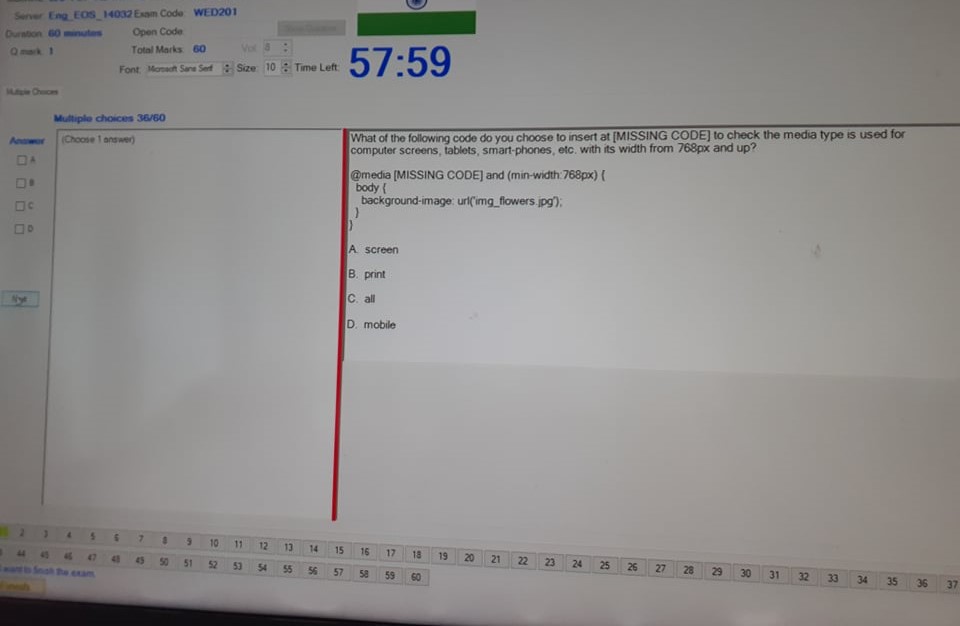 Server: Eng_EOS_14032 Exam Code: WED201
Duration: 60 minutes Open Code:
Q mark: 1 Total Marks: 60 Vol: 8
Font: Microsoft Sans Serif Size: 10 Time Left: 57:59
Multiple Choices
Multiple choices 36/60
Answer
(Choose 1 answer)
A
B
C
D
Next
What of the following code do you choose to insert at [MISSING CODE] to check the media type is used for
computer screens, tablets, smart-phones, etc. with its width from 768px and up?
@media [MISSING CODE] and (min-width:768px) {
body {
background-image: url('img_flowers.jpg');
}
}
A. screen
B. print
C. all
D. mobile
2 3 4 5 6 7 8 9 10 11 12 13 14 15 16 17 18 19 20 21 22 23 24 25 26 27 28 29 30 31 32 33 34 35 36 37
44 45 46 47 48 49 50 51 52 53 54 55 56 57 58 59 60
I want to finish the exam.
Finish